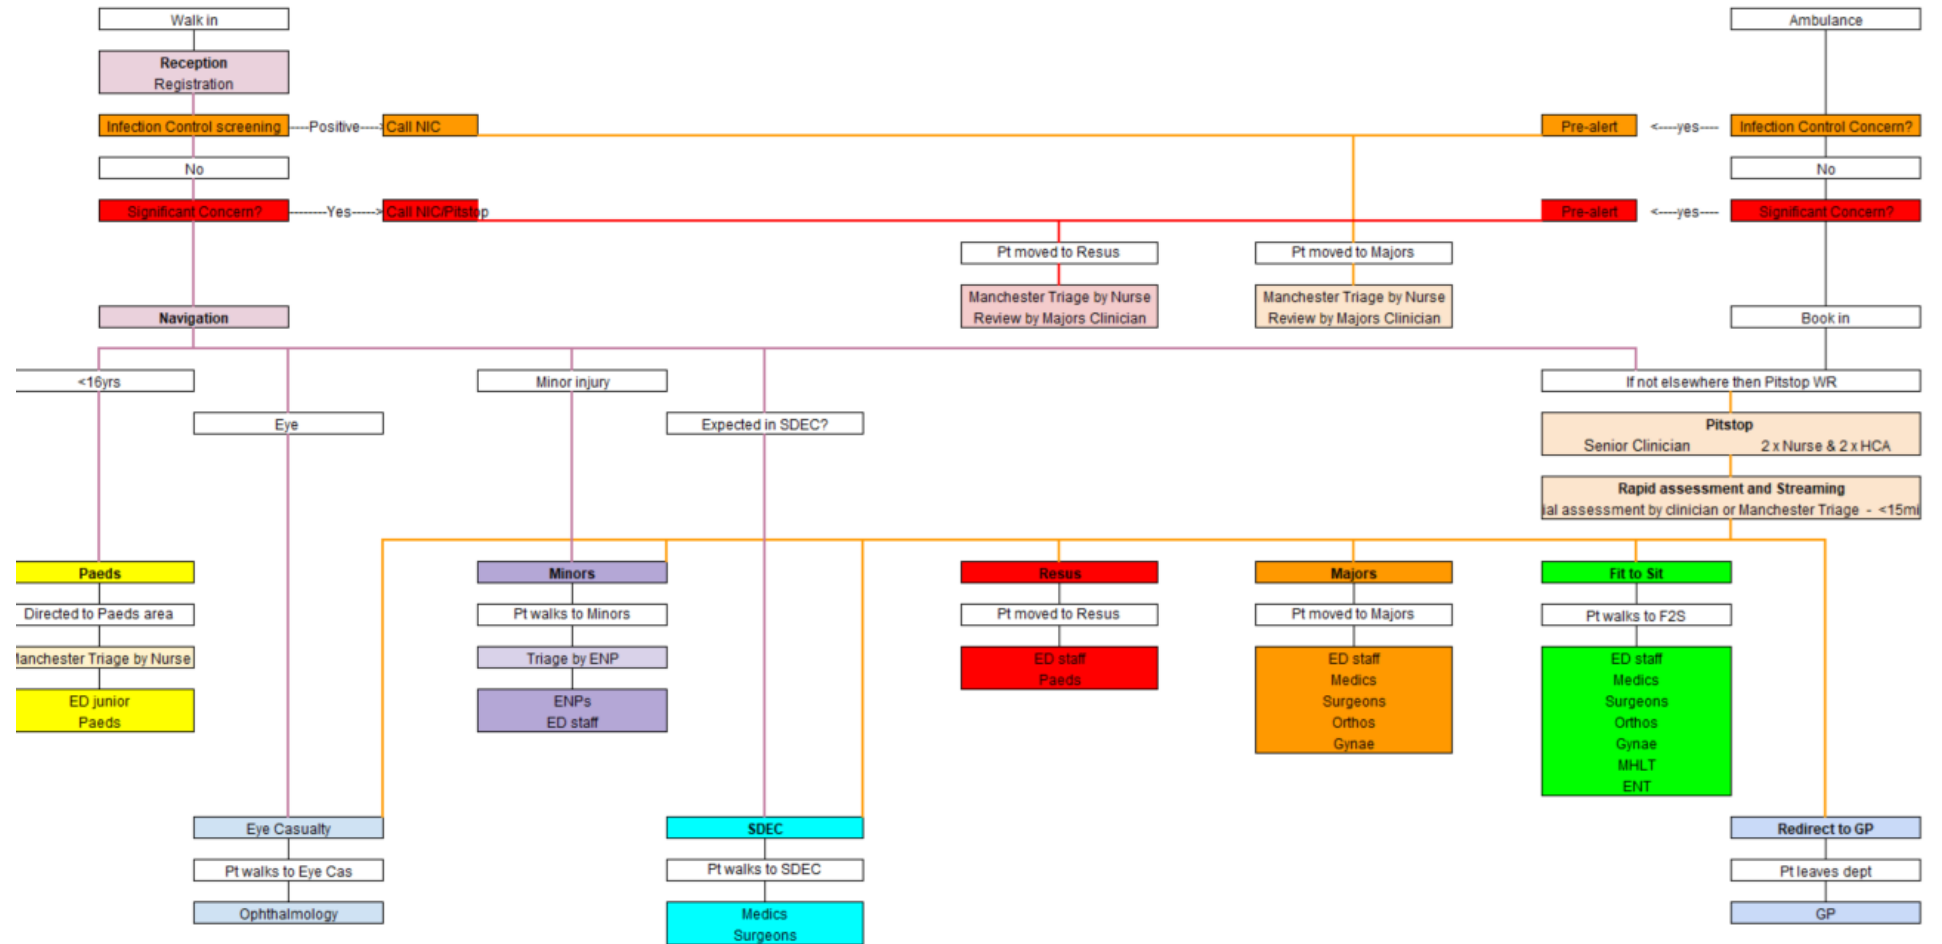 Walk in
Ambulance
Reception
Registration
Infection Control screening
----Positive---->
Call NIC
Pre-alert
<----yes----
Infection Control Concern?
No
No
Significant Concern?
--------Yes----->
Call NIC/Pitstop
Pre-alert
<----yes----
Significant Concern?
Pt moved to Resus
Pt moved to Majors
Manchester Triage by Nurse
Review by Majors Clinician
Manchester Triage by Nurse
Review by Majors Clinician
Navigation
Book in
<16yrs
Minor injury
If not elsewhere then Pitstop WR
Eye
Expected in SDEC?
Pitstop
Senior Clinician 2 x Nurse & 2 x HCA
Rapid assessment and Streaming
ial assessment by clinician or Manchester Triage - <15mi
Paeds
Directed to Paeds area
Manchester Triage by Nurse
ED junior
Paeds
Minors
Pt walks to Minors
Triage by ENP
ENPs
ED staff
Resus
Pt moved to Resus
ED staff
Paeds
Majors
Pt moved to Majors
ED staff
Medics
Surgeons
Orthos
Gynae
Fit to Sit
Pt walks to F2S
ED staff
Medics
Surgeons
Orthos
Gynae
MHLT
ENT
Eye Casualty
Pt walks to Eye Cas
Ophthalmology
SDEC
Pt walks to SDEC
Medics
Surgeons
Redirect to GP
Pt leaves dept
GP